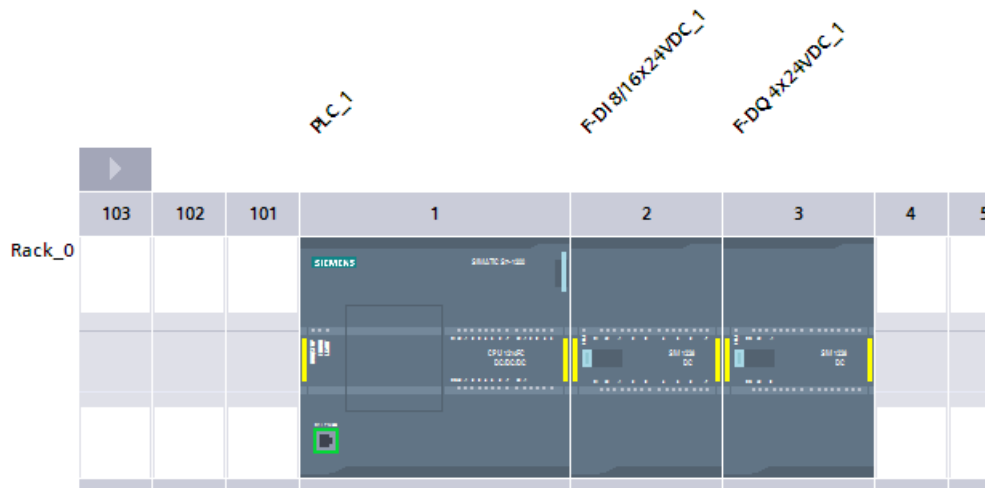 PLC_1
F-DI 8/16x24VDC_1
F-DQ 4x24VDC_1
103 102 101 1 2 3 4 5
Rack_0
SIEMENS
SIMATIC S7-1200
CPU 1214FC
DC/DC/DC
SM 1226
DC
SM 1226
DC